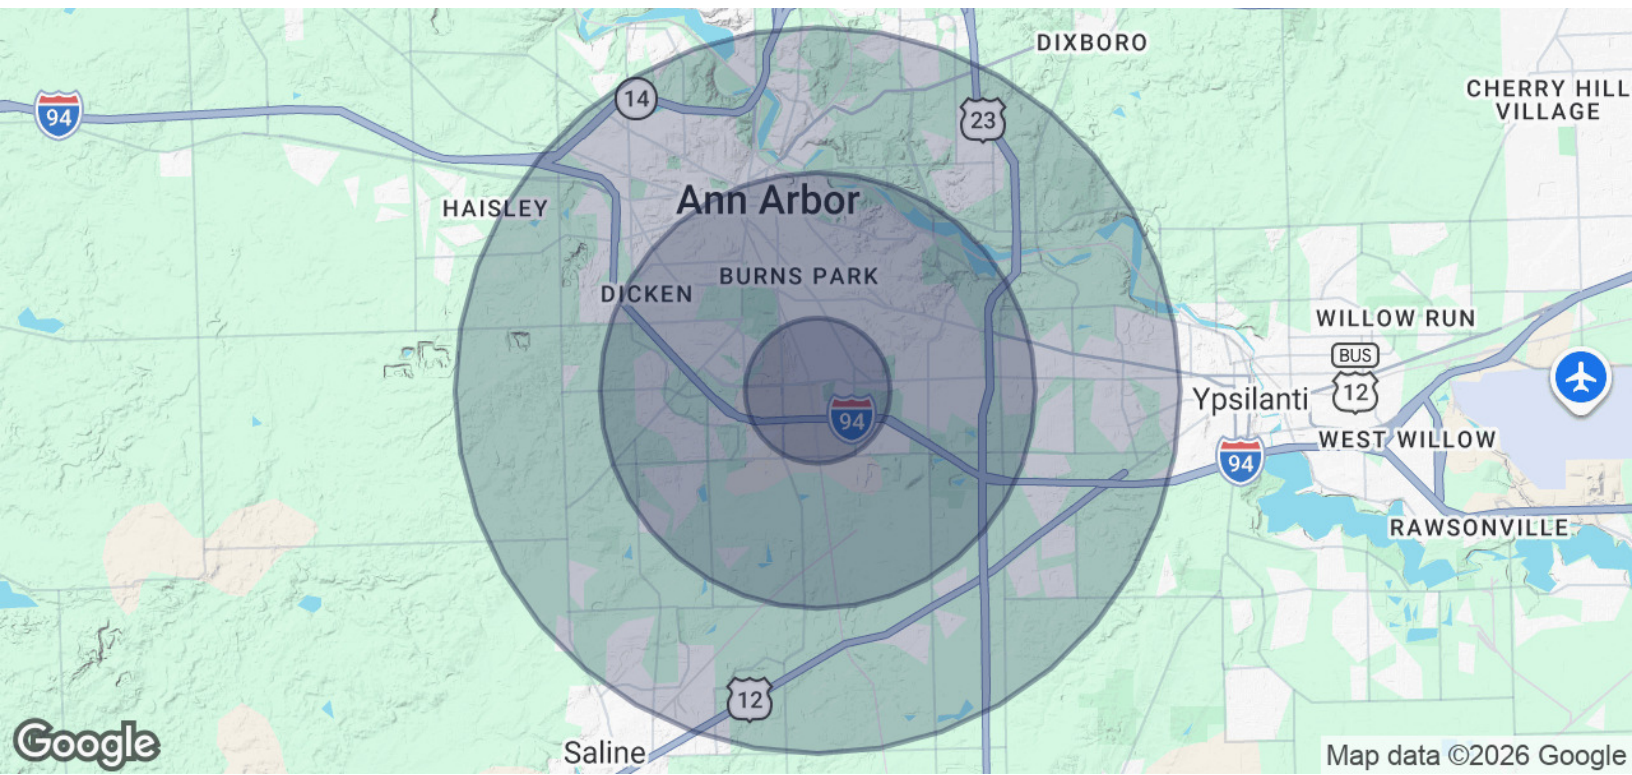 DIXBORO
CHERRY HILL
VILLAGE
94
14
23
Ann Arbor
HAISLEY
BURNS PARK
DICKEN
WILLOW RUN
BUS
12
Ypsilanti
94
WEST WILLOW
94
RAWSONVILLE
12
Saline
Google
Map data ©2026 Google